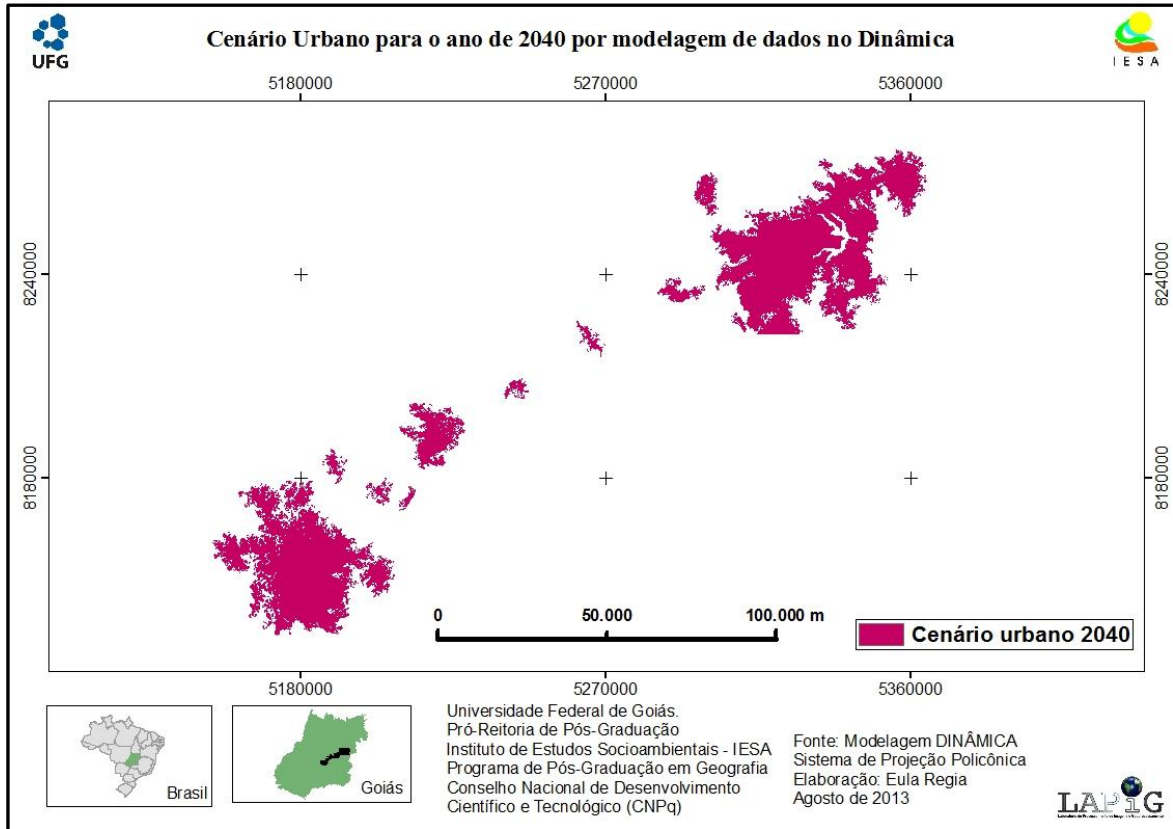 UFG
Cenário Urbano para o ano de 2040 por modelagem de dados no Dinâmica
IESA
5180000
5270000
5360000
8240000
8240000
8180000
8180000
0
50.000
100.000 m
Cenário urbano 2040
5180000
5270000
5360000
Brasil
Goiás
Universidade Federal de Goiás.
Pró-Reitoria de Pós-Graduação
Instituto de Estudos Socioambientais - IESA
Programa de Pós-Graduação em Geografia
Conselho Nacional de Desenvolvimento
Científico e Tecnológico (CNPq)
Fonte: Modelagem DINÂMICA
Sistema de Projeção Policônica
Elaboração: Eula Regia
Agosto de 2013
LAPiG